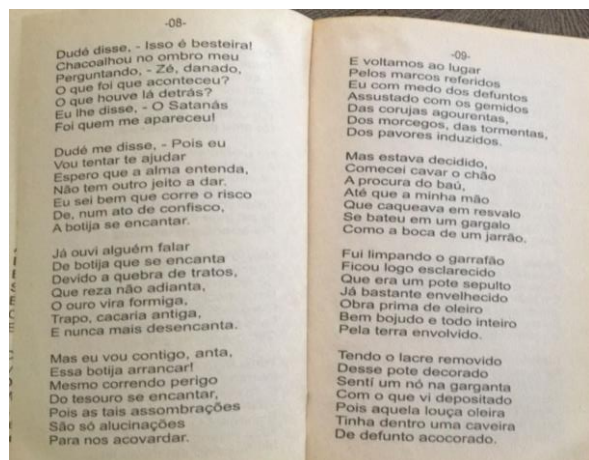 -08-
Dudé disse, - Isso é besteira!
Chacoalhou no ombro meu
Perguntando, - Zé, danado,
O que foi que aconteceu?
O que houve lá detrás?
Eu lhe disse, - O Satanás
Foi quem me apareceu!
Dudé me disse, - Pois eu
Vou tentar te ajudar
Espero que a alma entenda,
Não tem outro jeito a dar.
Eu sei bem que corre o risco
De, num ato de confisco,
A botija se encantar.
Já ouvi alguém falar
De botija que se encanta
Devido a quebra de tratos,
Que reza não adianta,
O ouro vira formiga,
Trapo, cacaria antiga,
E nunca mais desencanta.
Mas eu vou contigo, anta,
Essa botija arrancar!
Mesmo correndo perigo
Do tesouro se encantar,
Pois as tais assombrações
São só alucinações
Para nos acovardar.
-09-
E voltamos ao lugar
Pelos marcos referidos
Eu com medo dos defuntos
Assustado com os gemidos
Das corujas agourentas,
Dos morcegos, das tormentas,
Dos pavores induzidos.
Mas estava decidido,
Comecei cavar o chão
A procura do baú,
Até que a minha mão
Que caqueava em resvalo
Se bateu em um gargalo
Como a boca de um jarrão.
Fui limpando o garrafão
Ficou logo esclarecido
Que era um pote sepulto
Já bastante envelhecido
Obra prima de oleiro
Bem bojudo e todo inteiro
Pela terra envolvido.
Tendo o lacre removido
Desse pote decorado
Sentí um nó na garganta
Com o que vi depositado
Pois aquela louça oleira
Tinha dentro uma caveira
De defunto acocorado.